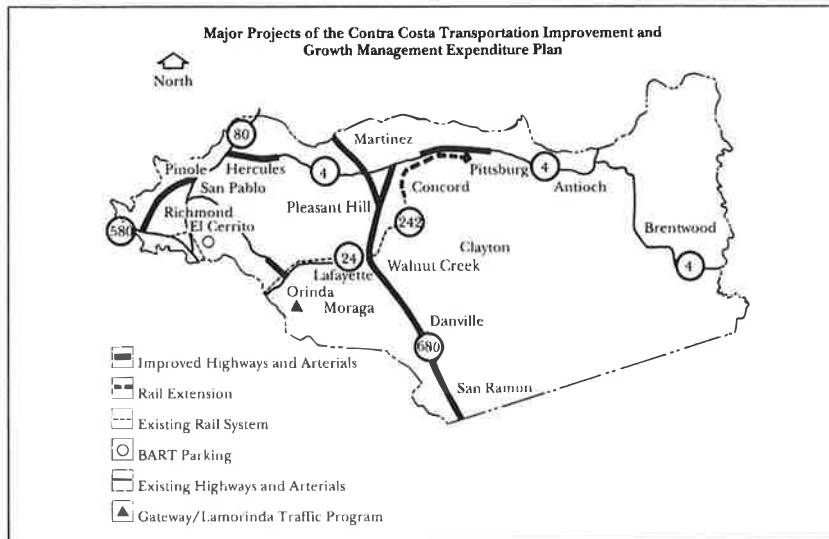 Major Projects of the Contra Costa Transportation Improvement and
Growth Management Expenditure Plan
North
80
Martinez
Pinole
Hercules
4
Pittsburg
4
Antioch
San Pablo
Concord
Richmond
Pleasant Hill
El Cerrito
242
Brentwood
580
24
Clayton
Lafayette
Walnut Creek
4
Orinda
Moraga
Danville
680
San Ramon
Improved Highways and Arterials
Rail Extension
Existing Rail System
BART Parking
Existing Highways and Arterials
Gateway/Lamorinda Traffic Program